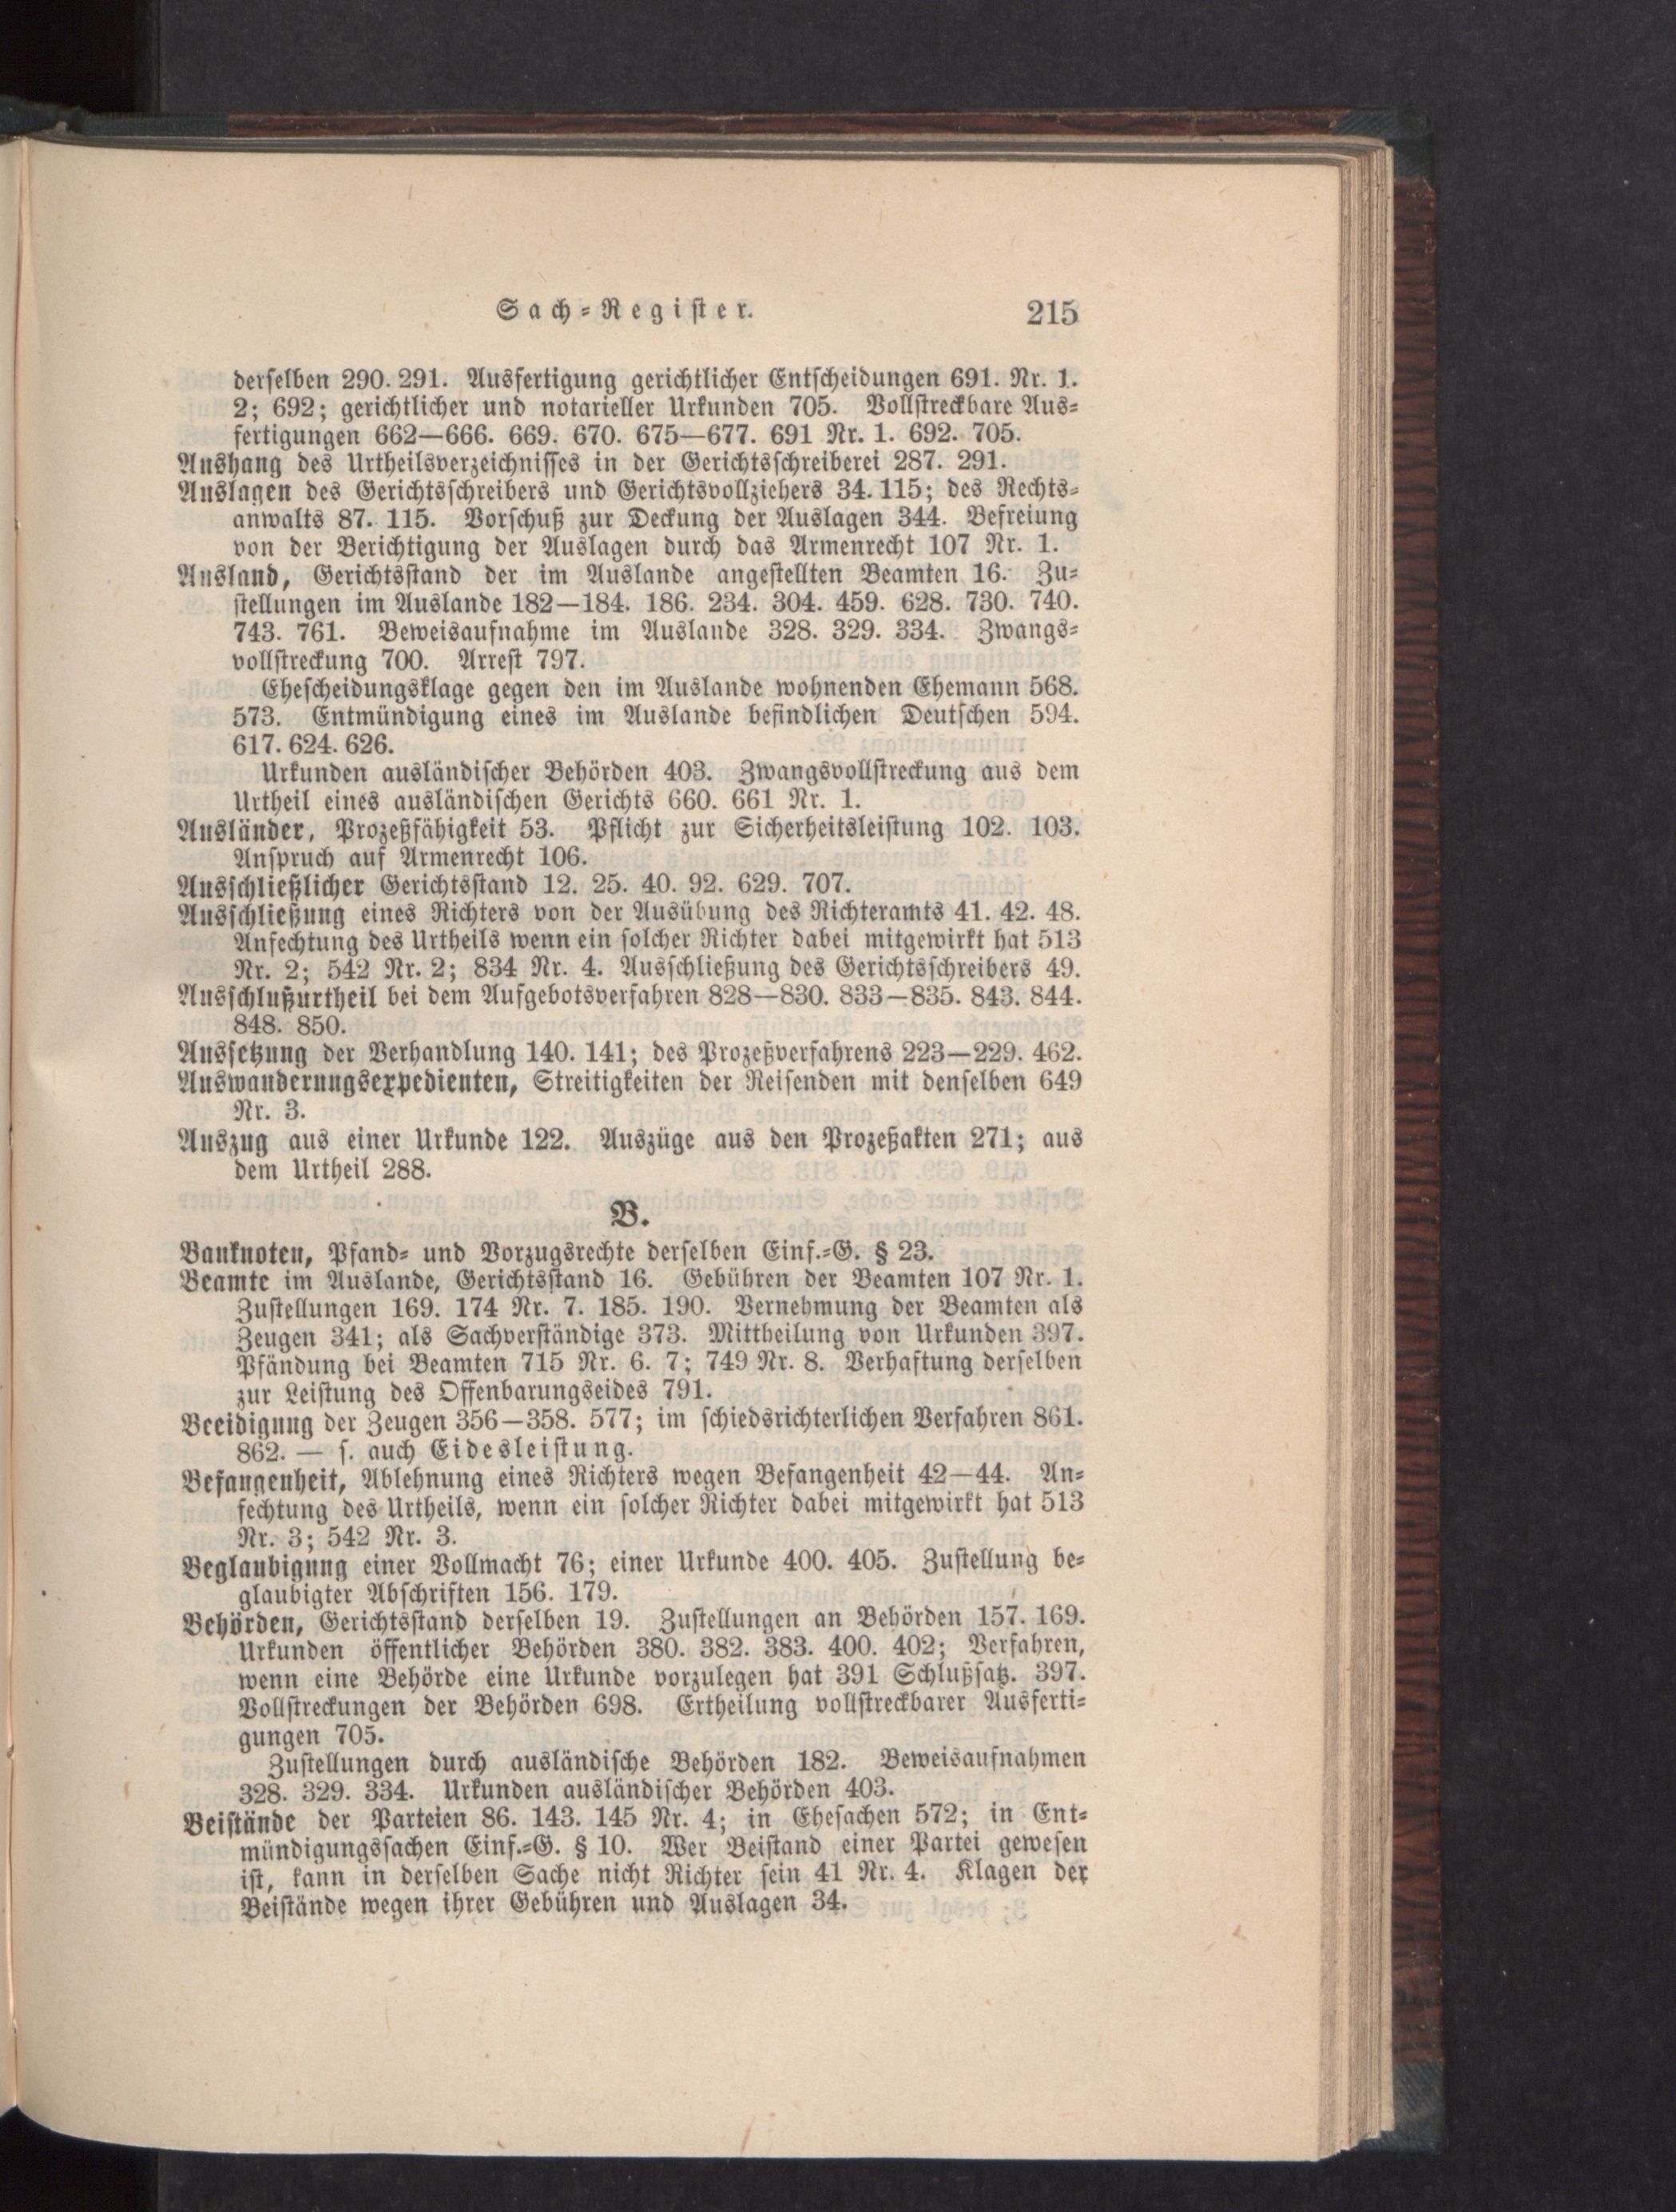 Sach-Register. 215
derselben 290. 291. Ausfertigung gerichtlicher Entscheidungen 691. Nr. 1.
2; 692; gerichtlicher und notarieller Urkunden 705. Vollstreckbare Aus-
fertigungen 662—666. 669. 670. 675—677. 691 Nr. 1. 692. 705.
Aushang des Urtheilsverzeichnisses in der Gerichtsschreiberei 287. 291.
Auslagen des Gerichtsschreibers und Gerichtsvollziehers 34. 115; des Rechts-
anwalts 87. 115. Vorschuß zur Deckung der Auslagen 344. Befreiung
von der Berichtigung der Auslagen durch das Armenrecht 107 Nr. 1.
Ausland, Gerichtsstand der im Auslande angestellten Beamten 16. Zu-
stellungen im Auslande 182—184. 186. 234. 304. 459. 628. 730. 740.
743. 761. Beweisaufnahme im Auslande 328. 329. 334. Zwangs-
vollstreckung 700. Arrest 797.
Ehescheidungsklage gegen den im Auslande wohnenden Ehemann 568.
573. Entmündigung eines im Auslande befindlichen Deutschen 594.
617. 624. 626.
Urkunden ausländischer Behörden 403. Zwangsvollstreckung aus dem
Urtheil eines ausländischen Gerichts 660. 661 Nr. 1.
Ausländer, Prozeßfähigkeit 53. Pflicht zur Sicherheitsleistung 102. 103.
Anspruch auf Armenrecht 106.
Ausschließlicher Gerichtsstand 12. 25. 40. 92. 629. 707.
Ausschließung eines Richters von der Ausübung des Richteramts 41. 42. 48.
Anfechtung des Urtheils wenn ein solcher Richter dabei mitgewirkt hat 513
Nr. 2; 542 Nr. 2; 834 Nr. 4. Ausschließung des Gerichtsschreibers 49.
Ausschlußurtheil bei dem Aufgebotsverfahren 828—830. 833—835. 843. 844.
848. 850.
Aussetzung der Verhandlung 140. 141; des Prozeßverfahrens 223—229. 462.
Auswanderungsexpedienten, Streitigkeiten der Reisenden mit denselben 649
Nr. 3.
Auszug aus einer Urkunde 122. Auszüge aus den Prozeßakten 271; aus
dem Urtheil 288.
B.
Banknoten, Pfand- und Vorzugsrechte derselben Einf.-G. § 23.
Beamte im Auslande, Gerichtsstand 16. Gebühren der Beamten 107 Nr. 1.
Zustellungen 169. 174 Nr. 7. 185. 190. Vernehmung der Beamten als
Zeugen 341; als Sachverständige 373. Mittheilung von Urkunden 397.
Pfändung bei Beamten 715 Nr. 6. 7; 749 Nr. 8. Verhaftung derselben
zur Leistung des Offenbarungseides 791.
Beeidigung der Zeugen 356—358. 577; im schiedsrichterlichen Verfahren 861.
862. — s. auch Eidesleistung.
Befangenheit, Ablehnung eines Richters wegen Befangenheit 42—44. An-
fechtung des Urtheils, wenn ein solcher Richter dabei mitgewirkt hat 513
Nr. 3; 542 Nr. 3.
Beglaubigung einer Vollmacht 76; einer Urkunde 400. 405. Zustellung be-
glaubigter Abschriften 156. 179.
Behörden, Gerichtsstand derselben 19. Zustellungen an Behörden 157. 169.
Urkunden öffentlicher Behörden 380. 382. 383. 400. 402; Verfahren,
wenn eine Behörde eine Urkunde vorzulegen hat 391 Schlußsatz. 397.
Vollstreckungen der Behörden 698. Ertheilung vollstreckbarer Ausferti-
gungen 705.
Zustellungen durch ausländische Behörden 182. Beweisaufnahmen
328. 329. 334. Urkunden ausländischer Behörden 403.
Beistände der Parteien 86. 143. 145 Nr. 4; in Ehesachen 572; in Ent-
mündigungssachen Einf.-G. § 10. Wer Beistand einer Partei gewesen
ist, kann in derselben Sache nicht Richter sein 41 Nr. 4. Klagen der
Beistände wegen ihrer Gebühren und Auslagen 34.